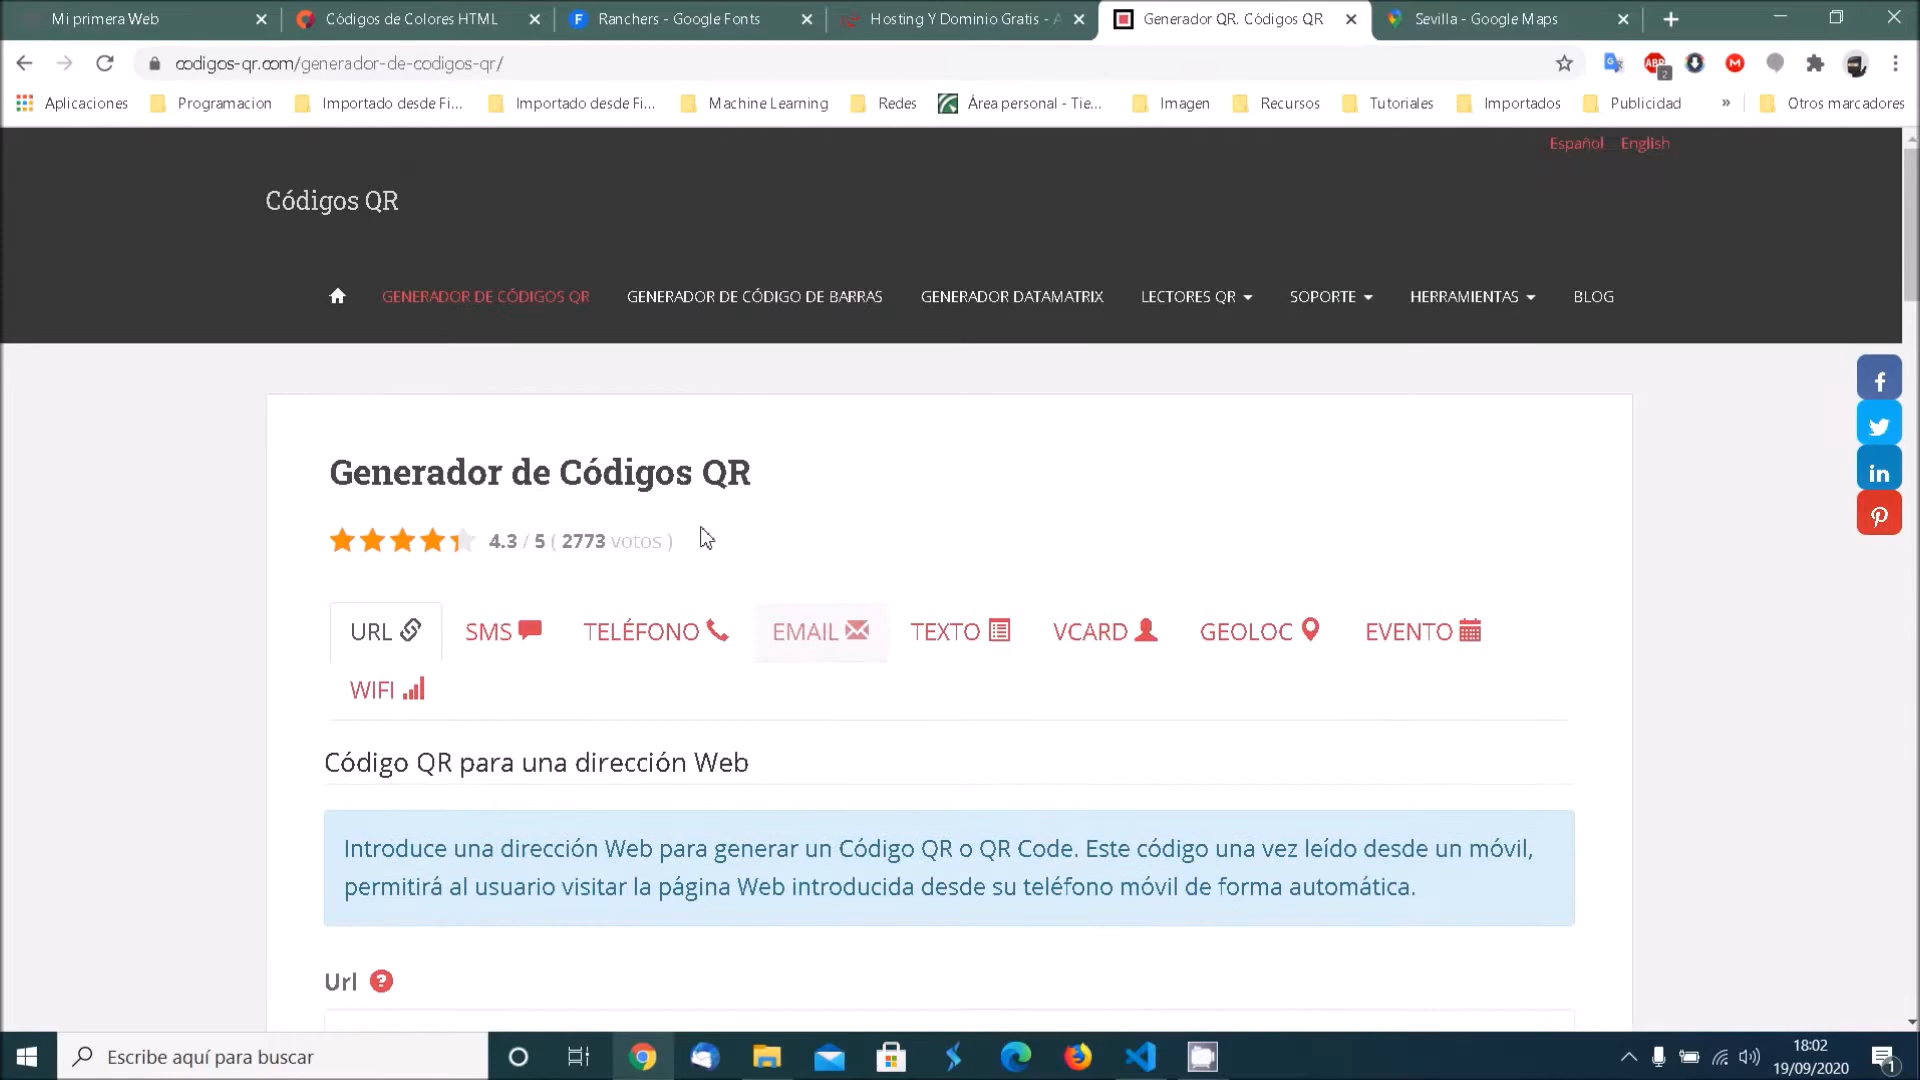 Mi primera Web
Códigos de Colores HTML
Ranchers - Google Fonts
Hosting Y Dominio Gratis - A
Generador QR. Códigos QR
Sevilla - Google Maps
codigos-qr.com/generador-de-codigos-qr/
ABP
2
Aplicaciones
Programacion
Importado desde Fi...
Importado desde Fi...
Machine Learning
Redes
Área personal - Tie...
Imagen
Recursos
Tutoriales
Importados
Publicidad
»
Otros marcadores
Español English
Códigos QR
GENERADOR DE CÓDIGOS QR
GENERADOR DE CÓDIGO DE BARRAS
GENERADOR DATAMATRIX
LECTORES QR
SOPORTE
HERRAMIENTAS
BLOG
Generador de Códigos QR
4.3 / 5 ( 2773 votos )
URL
SMS
TELÉFONO
EMAIL
TEXTO
VCARD
GEOLOC
EVENTO
WIFI
Código QR para una dirección Web
Introduce una dirección Web para generar un Código QR o QR Code. Este código una vez leído desde un móvil,
permitirá al usuario visitar la página Web introducida desde su teléfono móvil de forma automática.
Url ?
Escribe aquí para buscar
18:02
19/09/2020
1